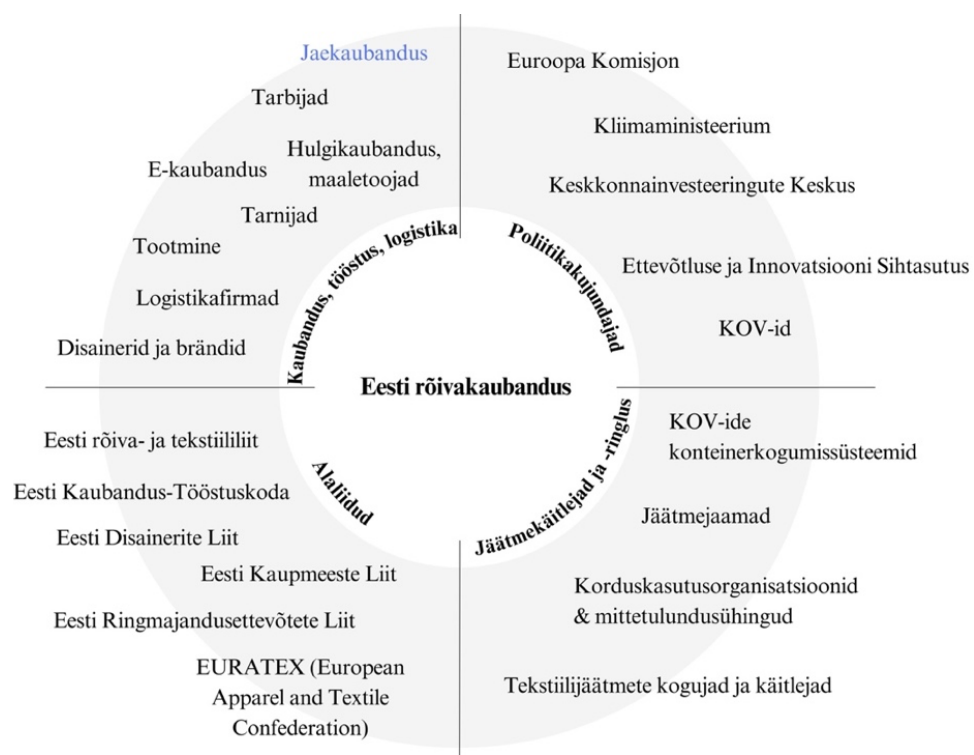 Jaekaubandus
Tarbijad
Hulgikaubandus,
maaletoojad
E-kaubandus
Tarnijad
Tootmine
Logistikafirmad
Disainerid ja brändid
Kaubandus, tööstus, logistika
Euroopa Komisjon
Kliimaministeerium
Keskkonnainvesteeringute Keskus
Ettevõtluse ja Innovatsiooni Sihtasutus
KOV-id
Poliitikakujundajad
Eesti rõivakaubandus
Eesti rõiva- ja tekstiililiit
Eesti Kaubandus-Tööstuskoda
Eesti Disainerite Liit
Eesti Kaupmeeste Liit
Eesti Ringmajandusettevõtete Liit
EURATEX (European
Apparel and Textile
Confederation)
Alaliidud
KOV-ide
konteinerkogumissüsteemid
Jäätmejaamad
Korduskasutusorganisatsioonid
& mittetulundusühingud
Tekstiilijäätmete kogujad ja käitlejad
Jäätmekäitlejad ja -ringlus